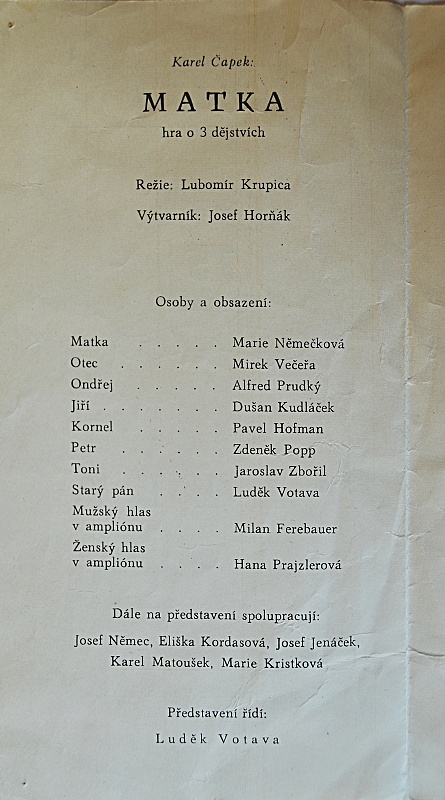 Karel Čapek:
MATKA
hra o 3 dějstvích
Režie: Lubomír Krupica
Výtvarník: Josef Horňák
Osoby a obsazení:
Matka . . . . . Marie Němečková
Otec . . . . . Mirek Večeřa
Ondřej . . . . . Alfred Prudký
Jiří . . . . . . Dušan Kudláček
Kornel . . . . . Pavel Hofman
Petr . . . . . Zdeněk Popp
Toni . . . . . Jaroslav Zbořil
Starý pán . . . . Luděk Votava
Mužský hlas
v ampliónu . . . . Milan Ferebauer
Ženský hlas
v ampliónu . . . . Hana Prajzlerová
Dále na představení spolupracují:
Josef Němec, Eliška Kordasová, Josef Jenáček,
Karel Matoušek, Marie Kristková
Představení řídí:
Luděk Votava